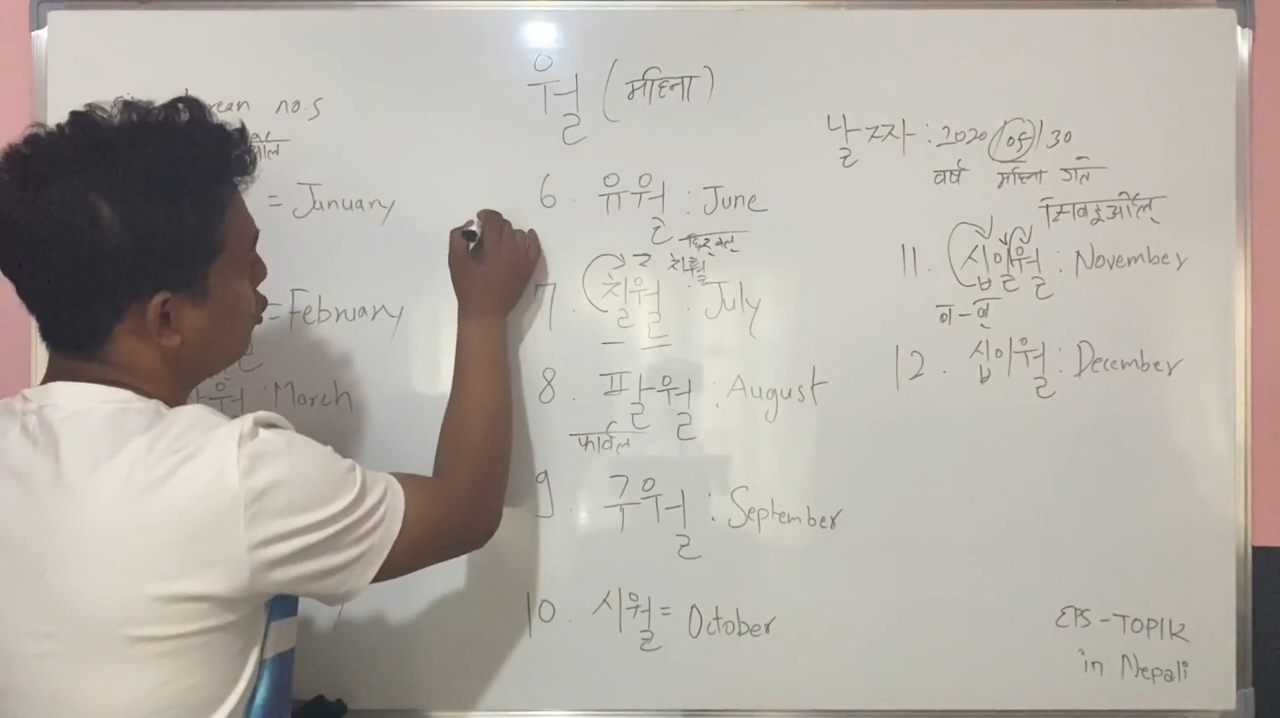 월 (महिना)
no.s
= January
= February
월 : March
6. 유월 : June
7. 칠월 : July
8. 팔월 : August
फार्वल
9. 구월 : September
10. 시월 = October
날짜 : 2020/05/30
वर्ष महिना गते
11. 십일월 : November
12. 십이월 : December
EPS-TOPIK
in Nepali